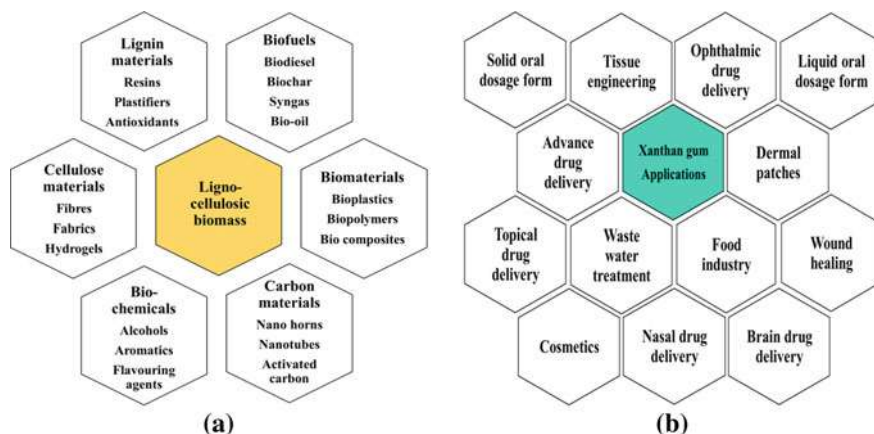 Lignin
materials
Resins
Plastifiers
Antioxidants
Biofuels
Biodiesel
Biochar
Syngas
Bio-oil
Cellulose
materials
Fibres
Fabrics
Hydrogels
Ligno-
cellulosic
biomass
Biomaterials
Bioplastics
Biopolymers
Bio composites
Bio-
chemicals
Alcohols
Aromatics
Flavouring
agents
Carbon
materials
Nano horns
Nanotubes
Activated
carbon
(a)
Solid oral
dosage form
Tissue
engineering
Ophthalmic
drug
delivery
Liquid oral
dosage form
Advance
drug
delivery
Xanthan gum
Applications
Dermal
patches
Topical
drug
delivery
Waste
water
treatment
Food
industry
Wound
healing
Cosmetics
Nasal drug
delivery
Brain drug
delivery
(b)